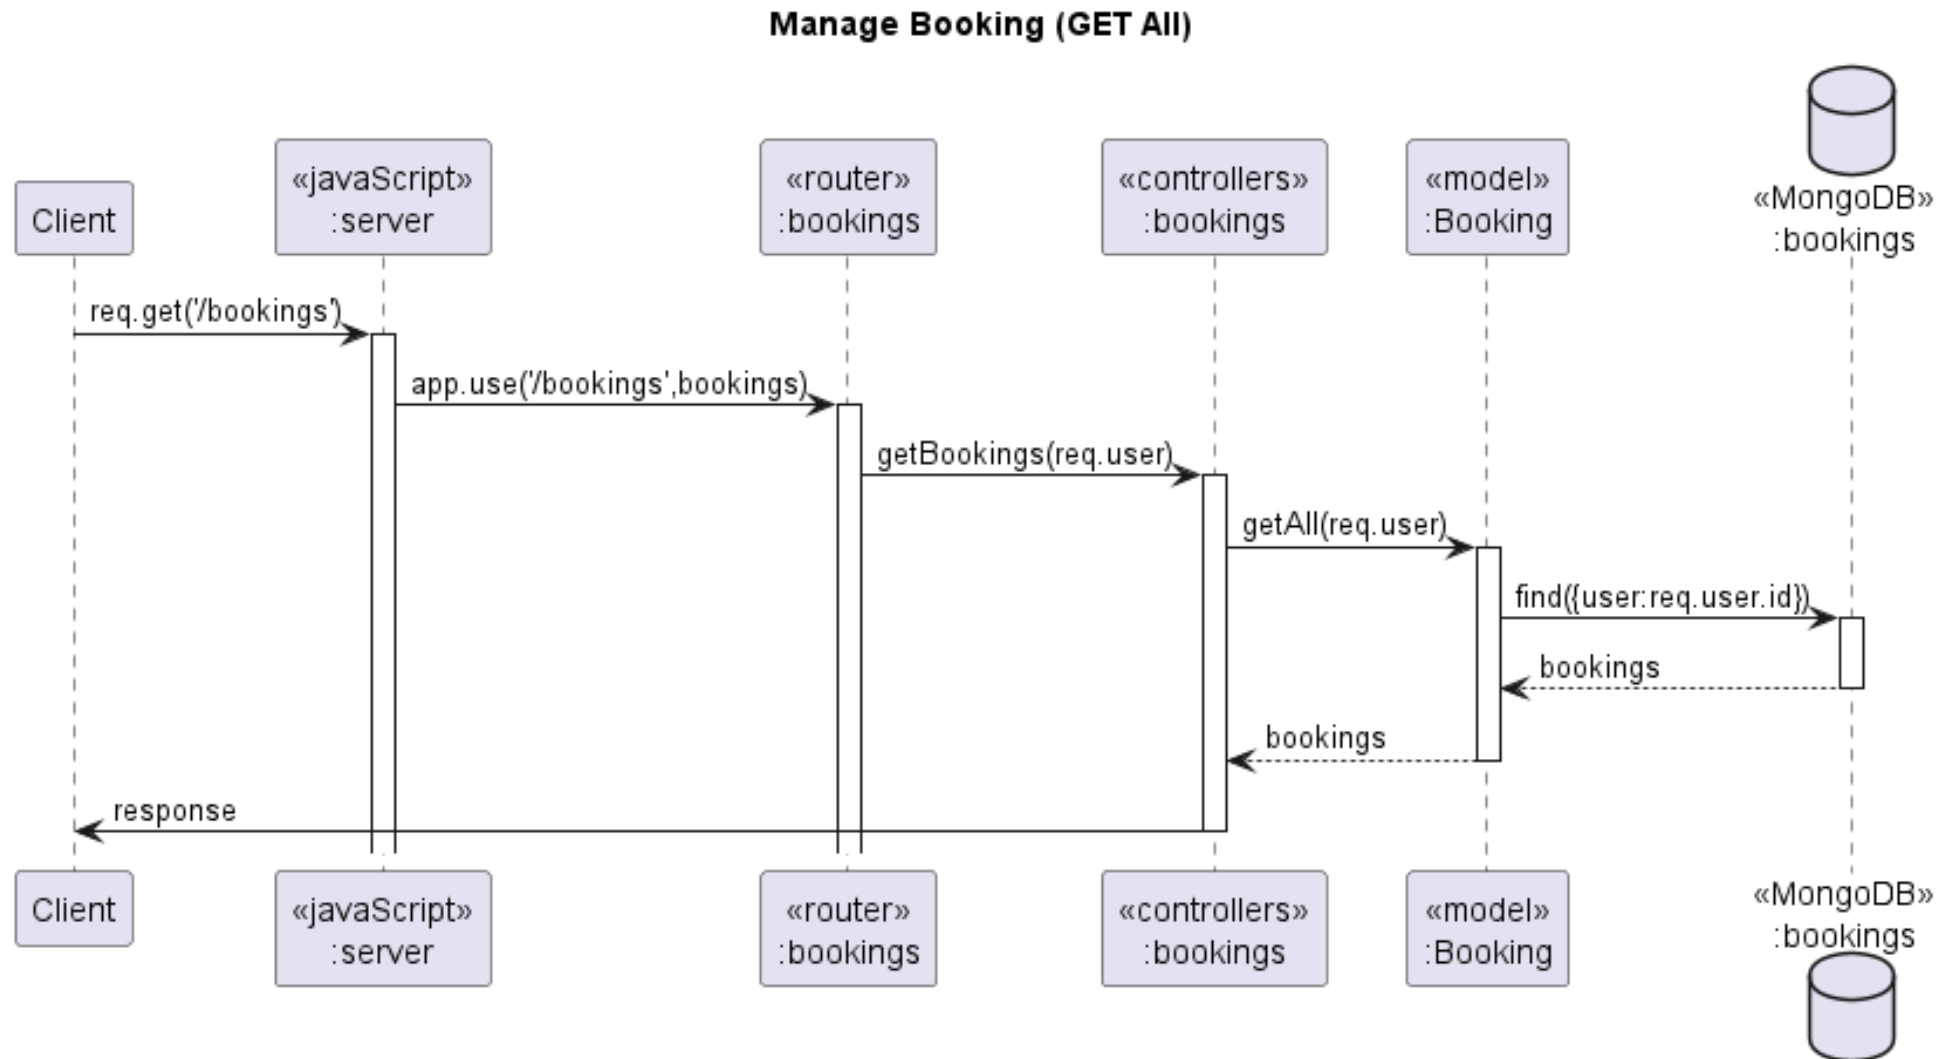 Manage Booking (GET All)
Client
«javaScript»
:server
«router»
:bookings
«controllers»
:bookings
«model»
:Booking
«MongoDB»
:bookings
req.get('/bookings')
app.use('/bookings',bookings)
getBookings(req.user)
getAll(req.user)
find({user:req.user.id})
bookings
bookings
response
Client
«javaScript»
:server
«router»
:bookings
«controllers»
:bookings
«model»
:Booking
«MongoDB»
:bookings